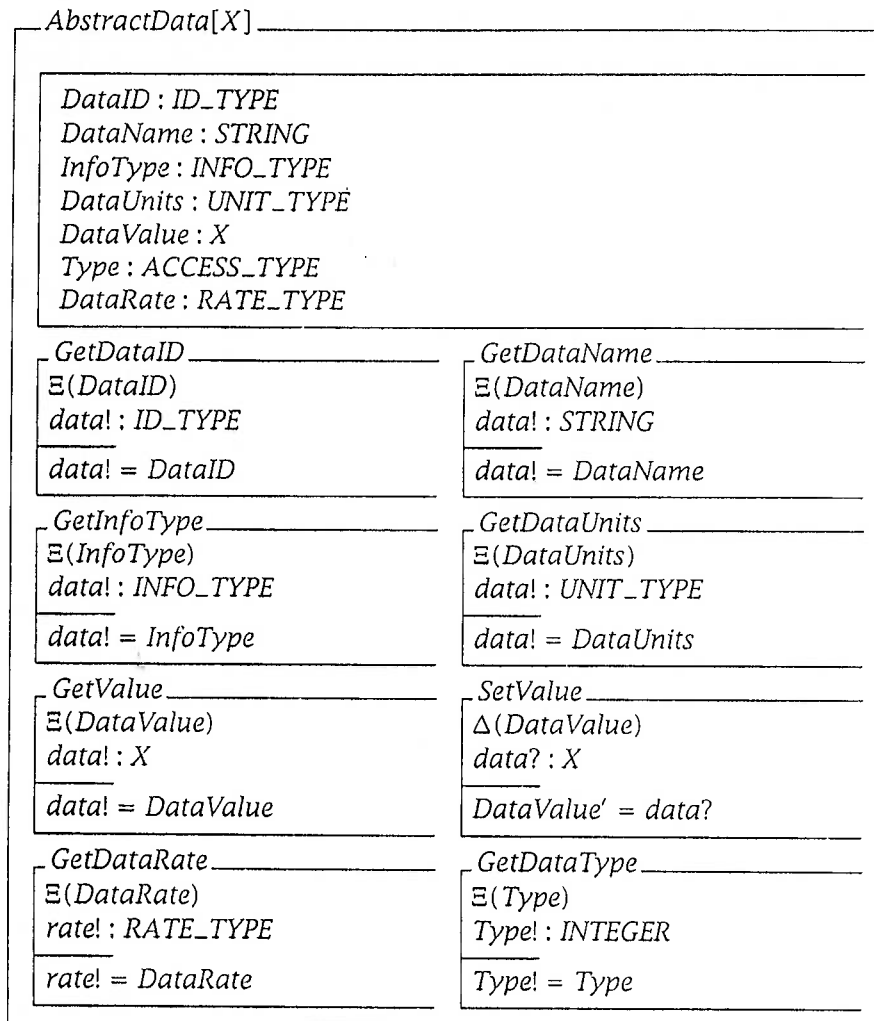 AbstractData[X]
DataID : ID_TYPE
DataName : STRING
InfoType : INFO_TYPE
DataUnits : UNIT_TYPE
DataValue : X
Type : ACCESS_TYPE
DataRate : RATE_TYPE
GetDataID
Ξ(DataID)
data! : ID_TYPE
data! = DataID
GetDataName
Ξ(DataName)
data! : STRING
data! = DataName
GetInfoType
Ξ(InfoType)
data! : INFO_TYPE
data! = InfoType
GetDataUnits
Ξ(DataUnits)
data! : UNIT_TYPE
data! = DataUnits
GetValue
Ξ(DataValue)
data! : X
data! = DataValue
SetValue
Δ(DataValue)
data? : X
DataValue′ = data?
GetDataRate
Ξ(DataRate)
rate! : RATE_TYPE
rate! = DataRate
GetDataType
Ξ(Type)
Type! : INTEGER
Type! = Type